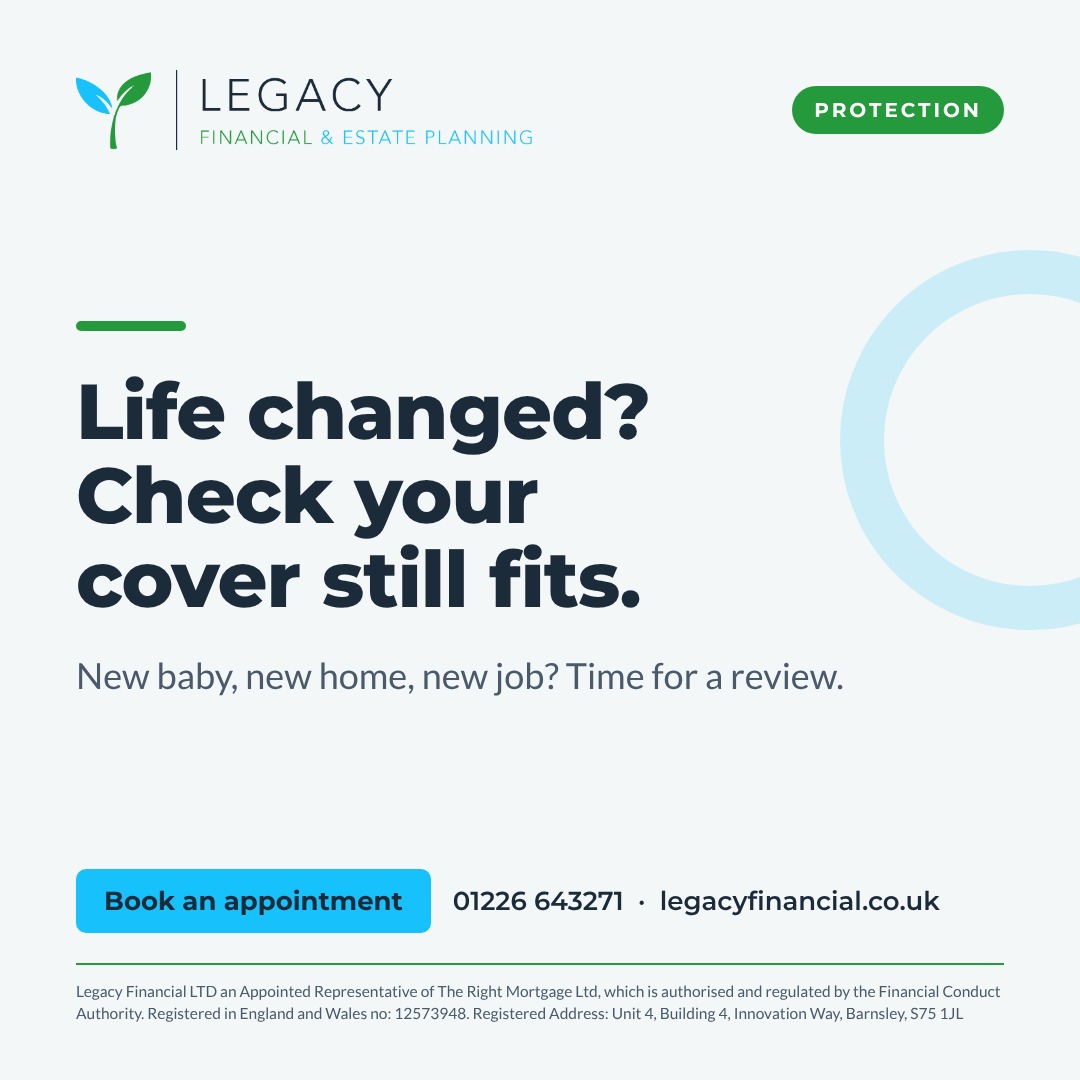 LEGACY
FINANCIAL & ESTATE PLANNING
PROTECTION
Life changed?
Check your
cover still fits.
New baby, new home, new job? Time for a review.
Book an appointment
01226 643271 · legacyfinancial.co.uk
Legacy Financial LTD an Appointed Representative of The Right Mortgage Ltd, which is authorised and regulated by the Financial Conduct
Authority. Registered in England and Wales no: 12573948. Registered Address: Unit 4, Building 4, Innovation Way, Barnsley, S75 1JL